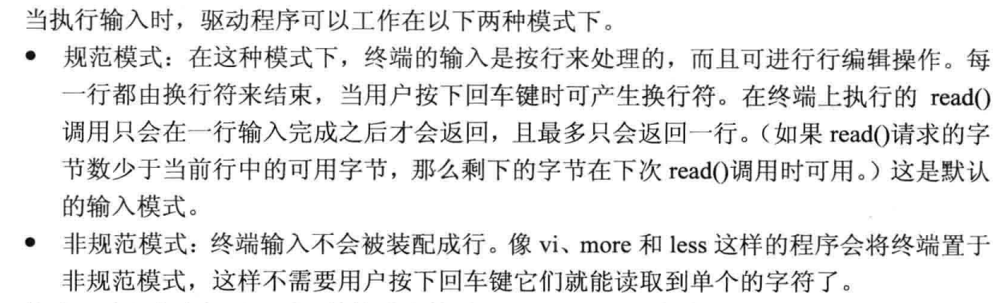 当执行输入时，驱动程序可以工作在以下两种模式下。
● 规范模式：在这种模式下，终端的输入是按行来处理的，而且可进行行编辑操作。每
一行都由换行符来结束，当用户按下回车键时可产生换行符。在终端上执行的 read()
调用只会在一行输入完成之后才会返回，且最多只会返回一行。（如果 read()请求的字
节数少于当前行中的可用字节，那么剩下的字节在下次 read()调用时可用。）这是默认
的输入模式。
● 非规范模式：终端输入不会被装配成行。像 vi、more 和 less 这样的程序会将终端置于
非规范模式，这样不需要用户按下回车键它们就能读取到单个的字符了。